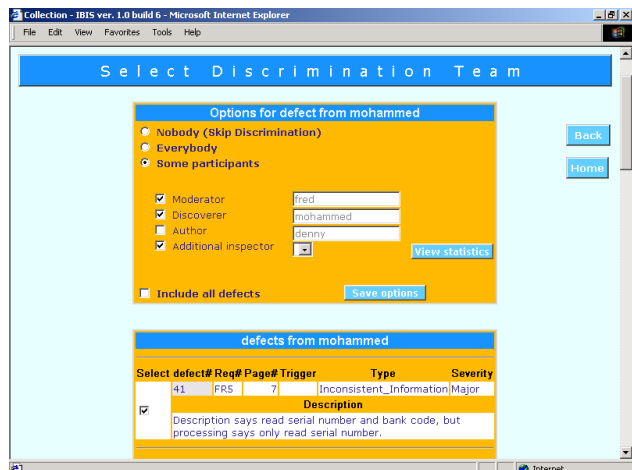 Collection - IBIS ver. 1.0 build 6 - Microsoft Internet Explorer
File Edit View Favorites Tools Help
Select Discrimination Team
Options for defect from mohammed
Nobody (Skip Discrimination)
Everybody
Some participants
Back
Home
Moderator fred
Discoverer mohammed
Author denny
Additional inspector
View statistics
Include all defects Save options
defects from mohammed
Select defect# Req# Page# Trigger Type Severity
41 FR5 7 Inconsistent_Information Major
Description
Description says read serial number and bank code, but
processing says only read serial number.
Internet